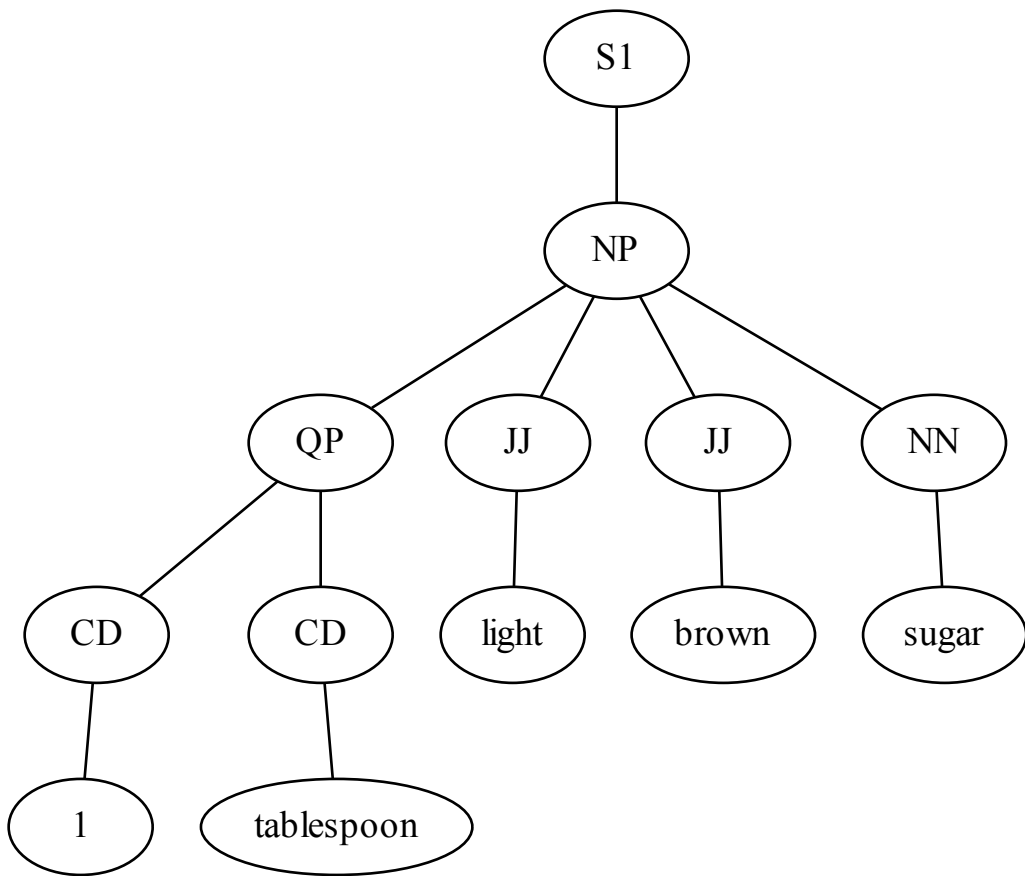 S1
NP
QP JJ JJ NN
CD CD light brown sugar
1 tablespoon